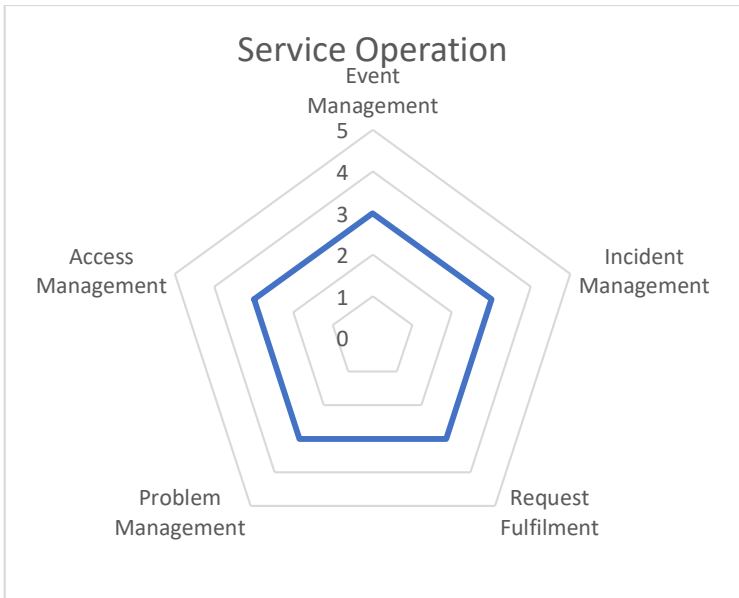 Service Operation
Event
Management
5
4
3
2
1
0
Incident
Management
Request
Fulfilment
Problem
Management
Access
Management